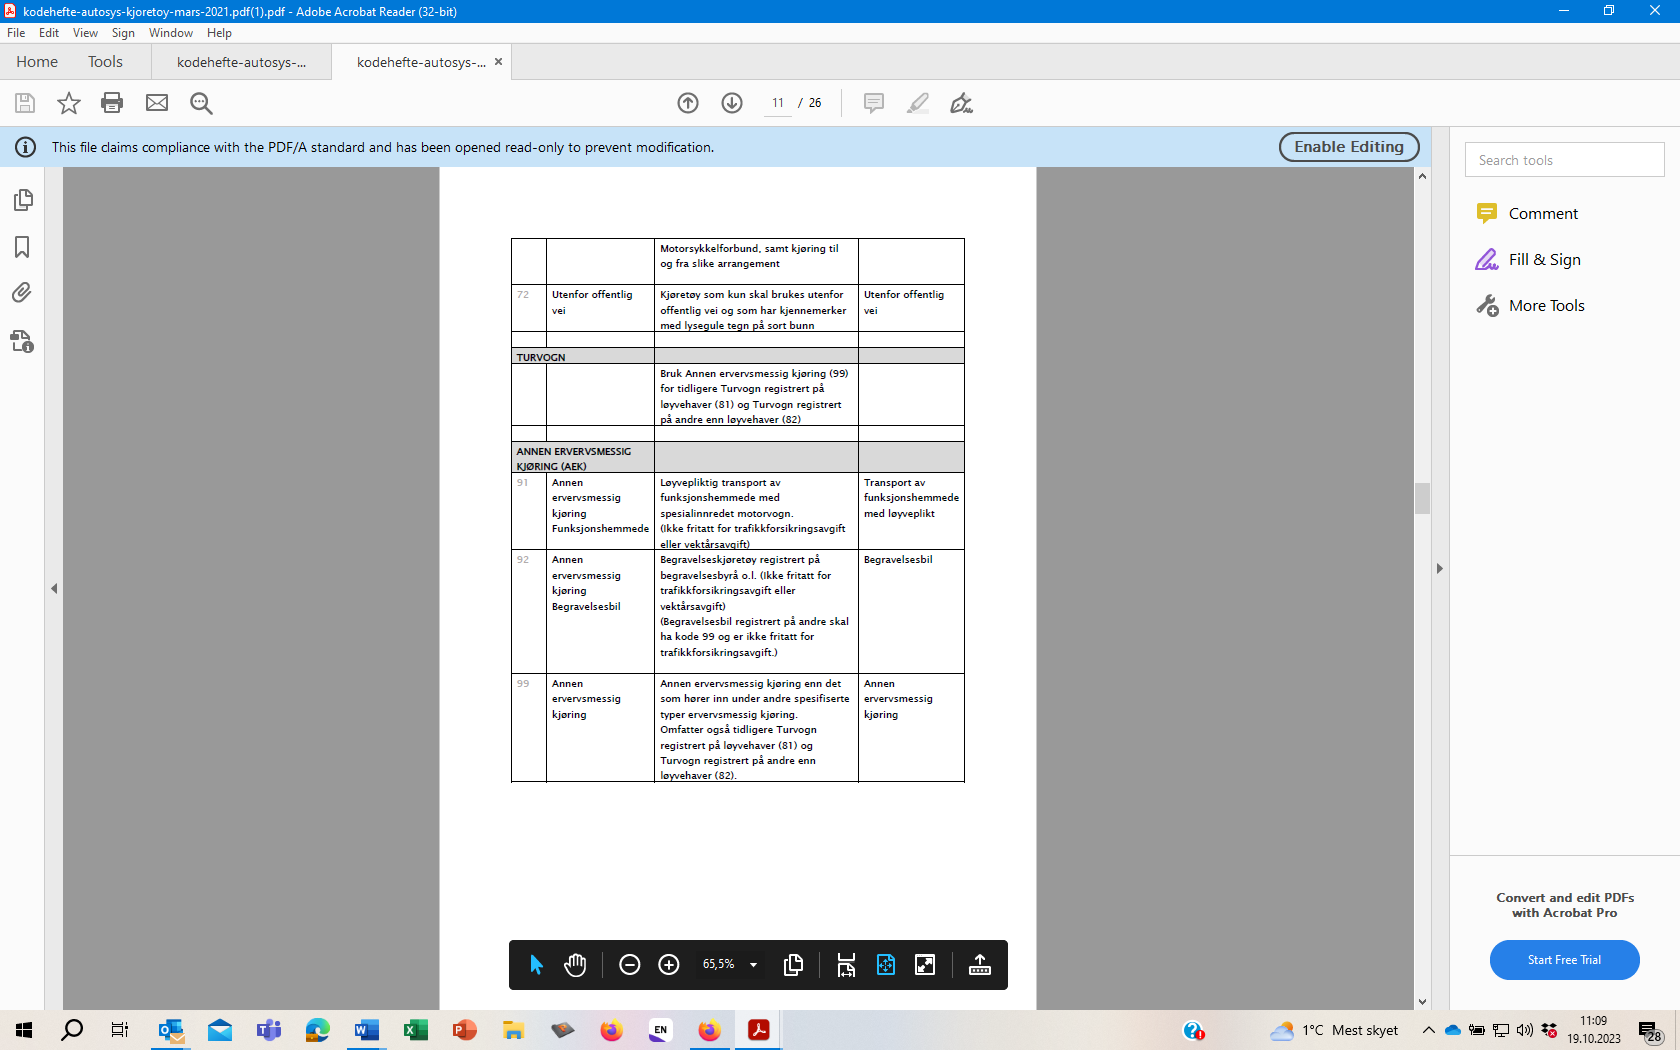 kodehefte-autosys-kjoretoy-mars-2021.pdf(1).pdf - Adobe Acrobat Reader (32-bit)
File Edit View Sign Window Help
Home Tools kodehefte-autosys-... kodehefte-autosys-...
11 / 26
This file claims compliance with the PDF/A standard and has been opened read-only to prevent modification.
Enable Editing
Search tools
Comment
Fill & Sign
More Tools
Motorsykkelforbund, samt kjøring til
og fra slike arrangement
72
Utenfor offentlig
vei
Kjøretøy som kun skal brukes utenfor
offentlig vei og som har kjennemerker
med lysegule tegn på sort bunn
Utenfor offentlig
vei
TURVOGN
Bruk Annen ervervsmessig kjøring (99)
for tidligere Turvogn registrert på
løyvehaver (81) og Turvogn registrert
på andre enn løyvehaver (82)
ANNEN ERVERVSMESSIG
KJØRING (AEK)
91
Annen
ervervsmessig
kjøring
Funksjonshemmede
Løyvepliktig transport av
funksjonshemmede med
spesialinnredet motorvogn.
(Ikke fritatt for trafikkforsikringsavgift
eller vektårsavgift)
Transport av
funksjonshemmede
med løyveplikt
92
Annen
ervervsmessig
kjøring
Begravelsesbil
Begravelseskjøretøy registrert på
begravelsesbyrå o.l. (Ikke fritatt for
trafikkforsikringsavgift eller
vektårsavgift)
(Begravelsesbil registrert på andre skal
ha kode 99 og er ikke fritatt for
trafikkforsikringsavgift.)
Begravelsesbil
99
Annen
ervervsmessig
kjøring
Annen ervervsmessig kjøring enn det
som hører inn under andre spesifiserte
typer ervervsmessig kjøring.
Omfatter også tidligere Turvogn
registrert på løyvehaver (81) og
Turvogn registrert på andre enn
løyvehaver (82).
Annen
ervervsmessig
kjøring
65,5%
Convert and edit PDFs
with Acrobat Pro
Start Free Trial
EN
1°C Mest skyet
11:09
19.10.2023
28